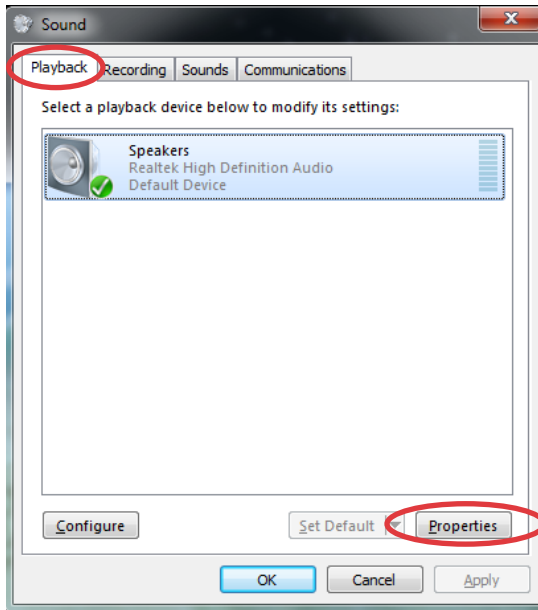 Sound
Playback Recording Sounds Communications
Select a playback device below to modify its settings:
Speakers
Realtek High Definition Audio
Default Device
Configure Set Default Properties
OK Cancel Apply